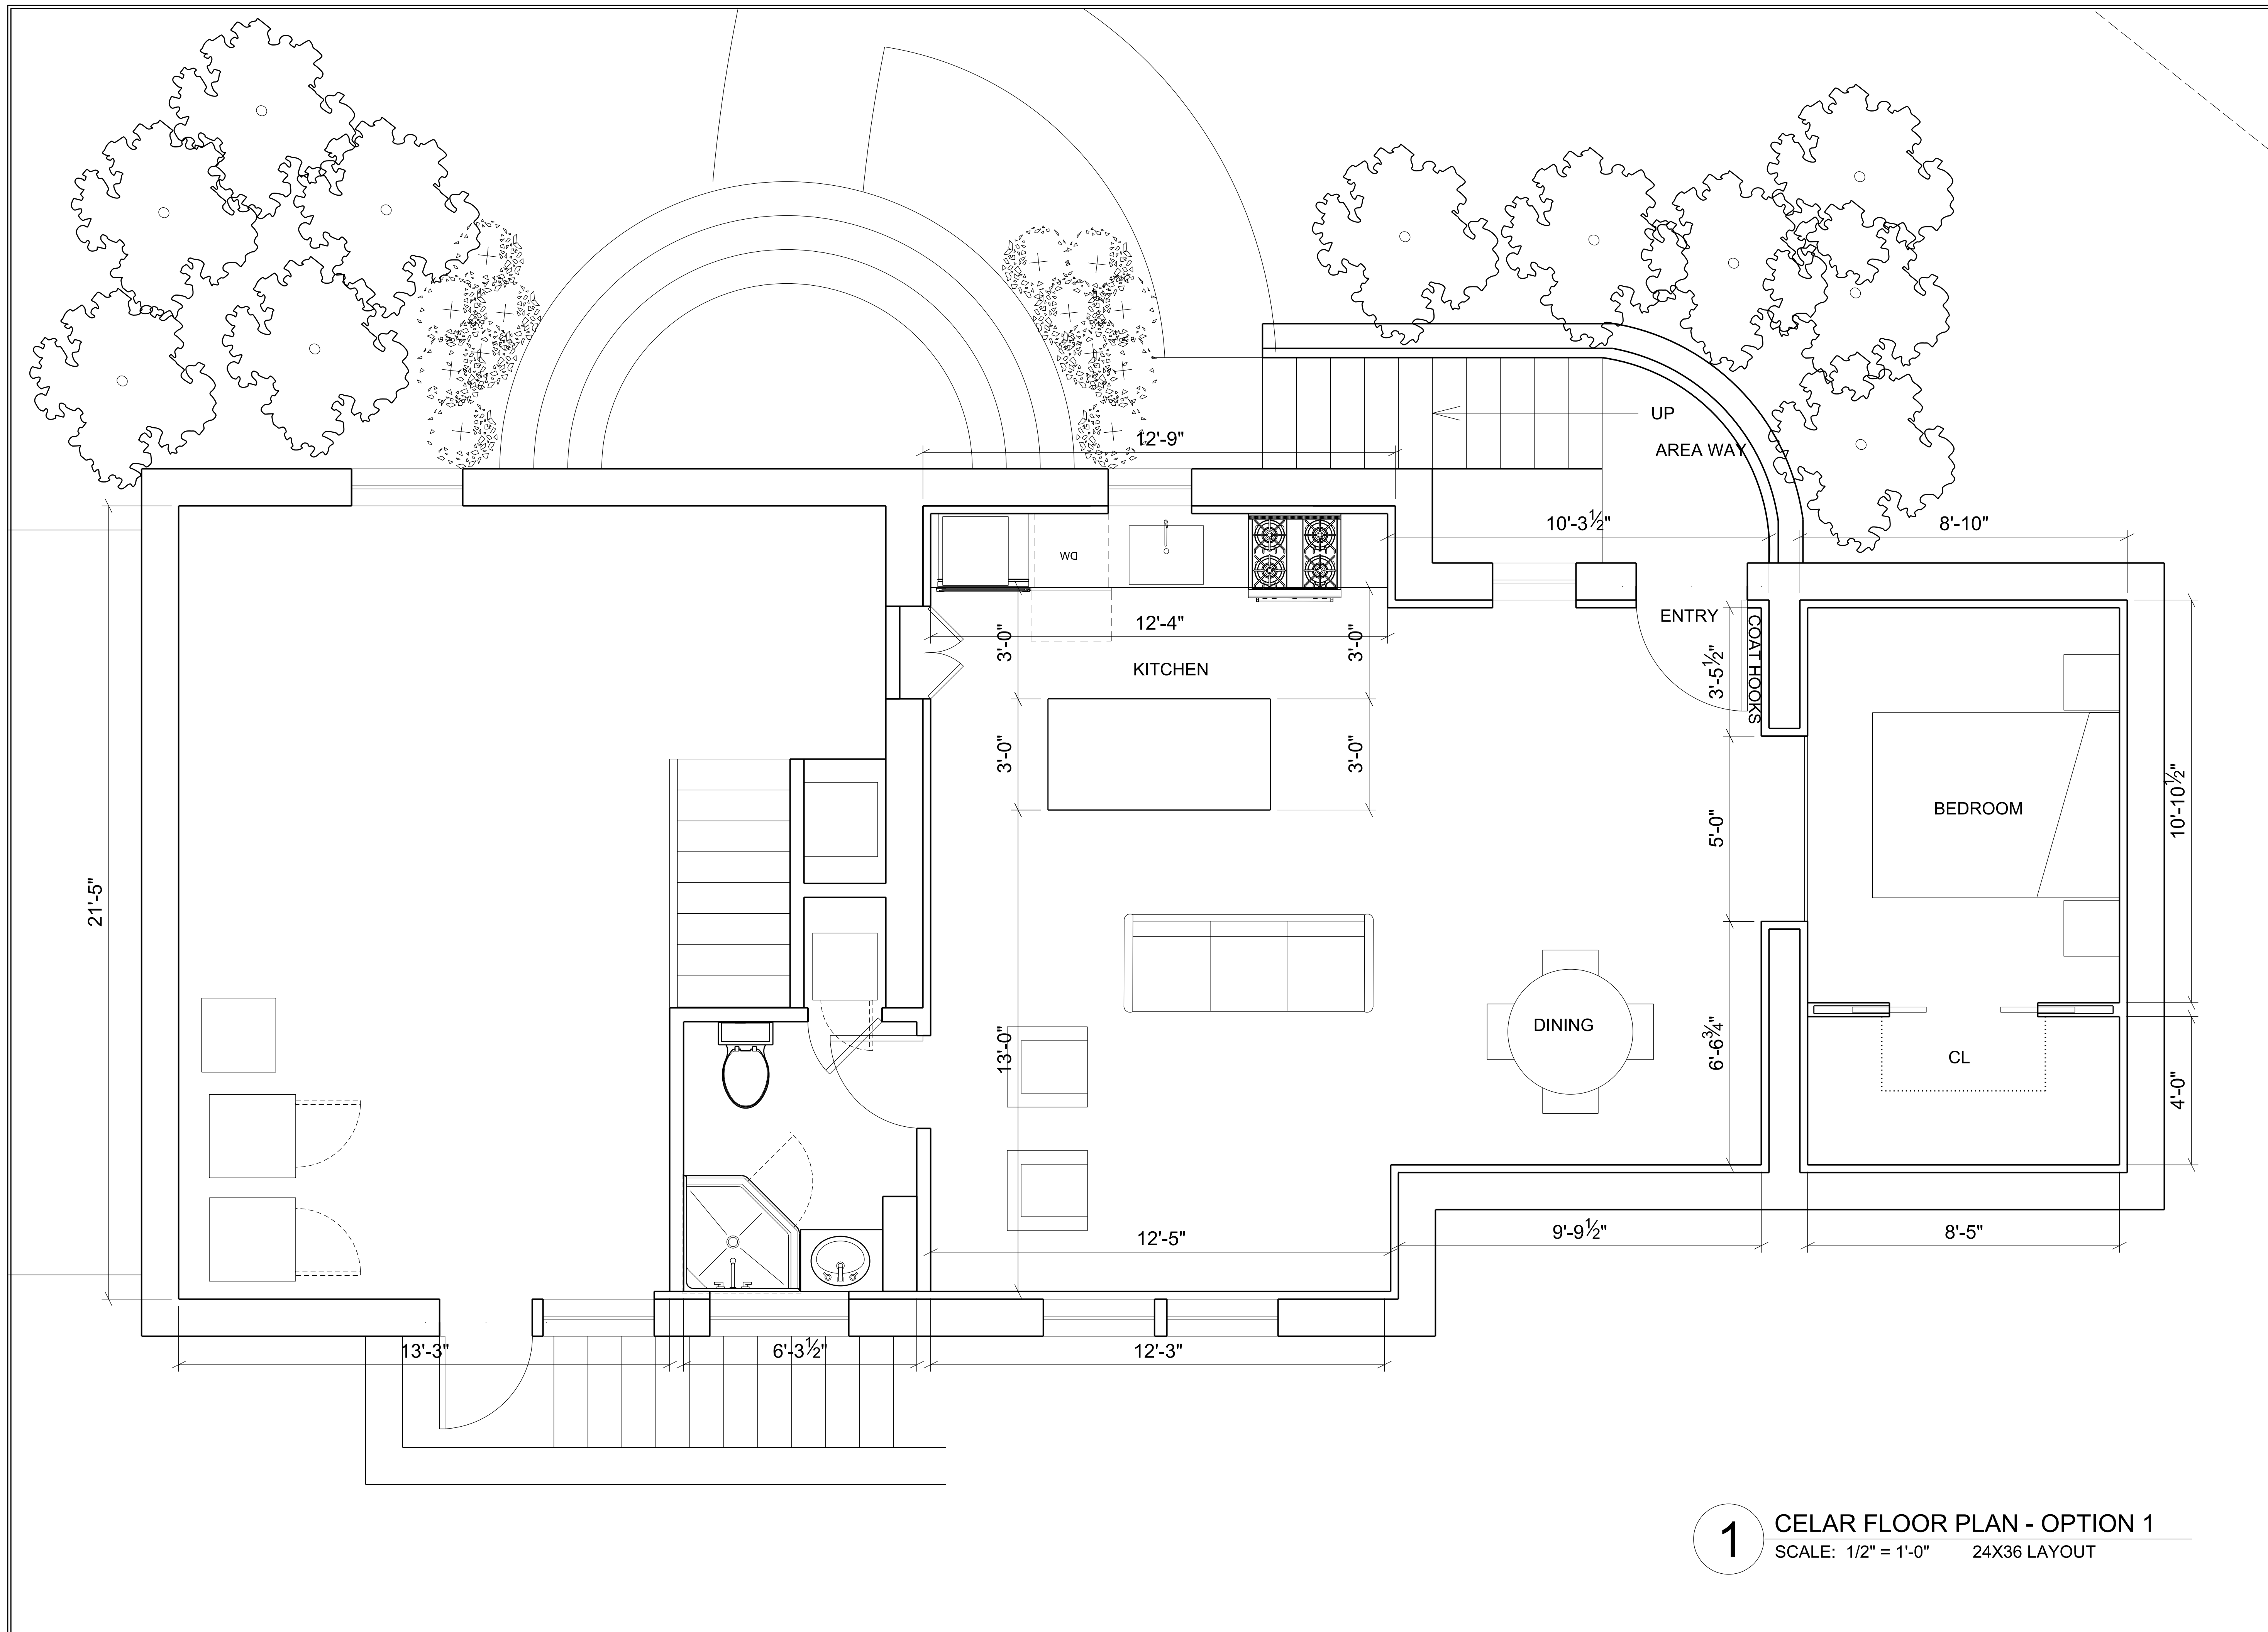 UP
12'-9"
AREA WAY
10'-3½"
8'-10"
DW
ENTRY
COAT HOOKS
12'-4"
3'-0"
3'-0"
KITCHEN
3'-5½"
3'-0"
3'-0"
10'-10½"
BEDROOM
5'-0"
21'-5"
DINING
13'-0"
6'-6¾"
CL
4'-0"
12'-5"
9'-9½"
8'-5"
13'-3"
6'-3½"
12'-3"
1
CELAR FLOOR PLAN - OPTION 1
SCALE: 1/2" = 1'-0" 24X36 LAYOUT